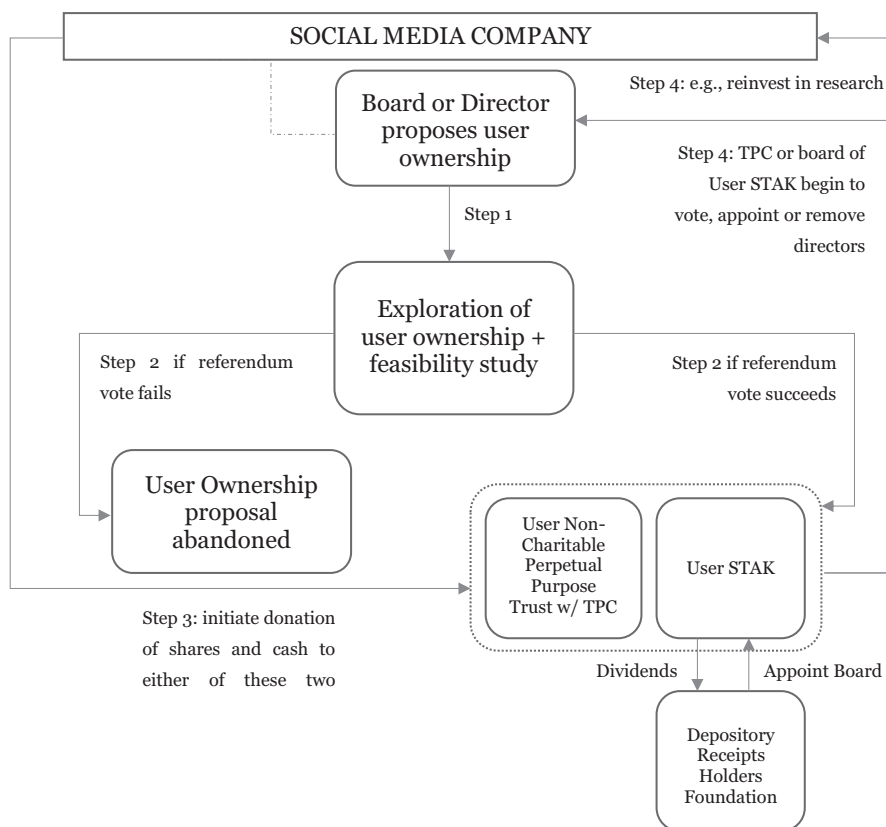 SOCIAL MEDIA COMPANY
Step 4: e.g., reinvest in research
Board or Director
proposes user
ownership
Step 4: TPC or board of
User STAK begin to
vote, appoint or remove
directors
Step 1
Exploration of
user ownership +
feasibility study
Step 2 if referendum
vote fails
Step 2 if referendum
vote succeeds
User Ownership
proposal
abandoned
User Non-
Charitable
Perpetual
Purpose
Trust w/ TPC
User STAK
Step 3: initiate donation
of shares and cash to
either of these two
Dividends
Appoint Board
Depository
Receipts
Holders
Foundation